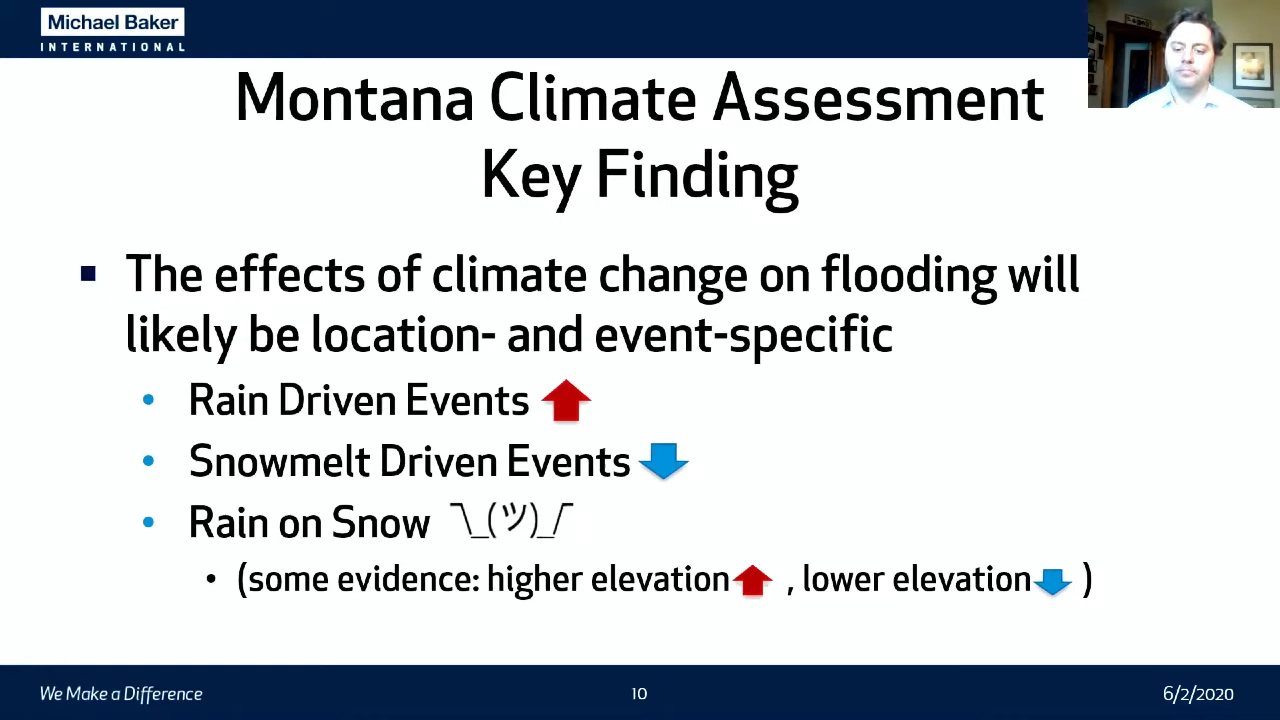 Michael Baker
INTERNATIONAL
Montana Climate Assessment
Key Finding
The effects of climate change on flooding will
likely be location- and event-specific
Rain Driven Events
Snowmelt Driven Events
Rain on Snow ¯\_(ツ)_/¯
(some evidence: higher elevation , lower elevation )
We Make a Difference
10
6/2/2020